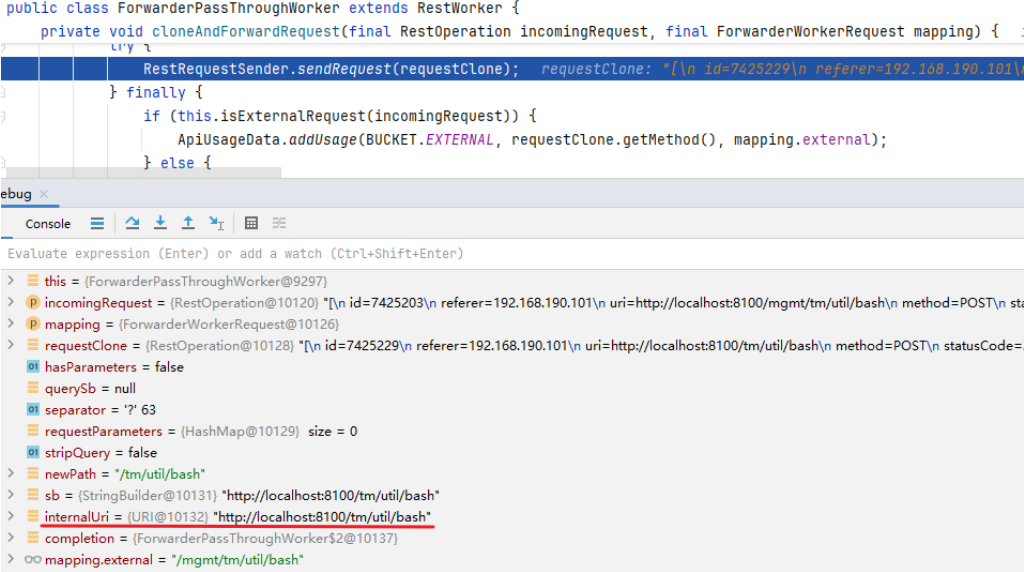 public class ForwarderPassThroughWorker extends RestWorker {
private void cloneAndForwardRequest(final RestOperation incomingRequest, final ForwarderWorkerRequest mapping) {
try {
RestRequestSender.sendRequest(requestClone); requestClone: "[\n id=7425229\n referer=192.168.190.101\n
} finally {
if (this.isExternalRequest(incomingRequest)) {
ApiUsageData.addUsage(BUCKET.EXTERNAL, requestClone.getMethod(), mapping.external);
} else {
ebug ×
Console
Evaluate expression (Enter) or add a watch (Ctrl+Shift+Enter)
this = {ForwarderPassThroughWorker@9297}
p incomingRequest = {RestOperation@10120} "[\n id=7425203\n referer=192.168.190.101\n uri=http://localhost:8100/mgmt/tm/util/bash\n method=POST\n sta
p mapping = {ForwarderWorkerRequest@10126}
requestClone = {RestOperation@10128} "[\n id=7425229\n referer=192.168.190.101\n uri=http://localhost:8100/tm/util/bash\n method=POST\n statusCode=
01 hasParameters = false
querySb = null
01 separator = '?' 63
requestParameters = {HashMap@10129} size = 0
01 stripQuery = false
newPath = "/tm/util/bash"
sb = {StringBuilder@10131} "http://localhost:8100/tm/util/bash"
internalUri = {URI@10132} "http://localhost:8100/tm/util/bash"
completion = {ForwarderPassThroughWorker$2@10137}
mapping.external = "/mgmt/tm/util/bash"